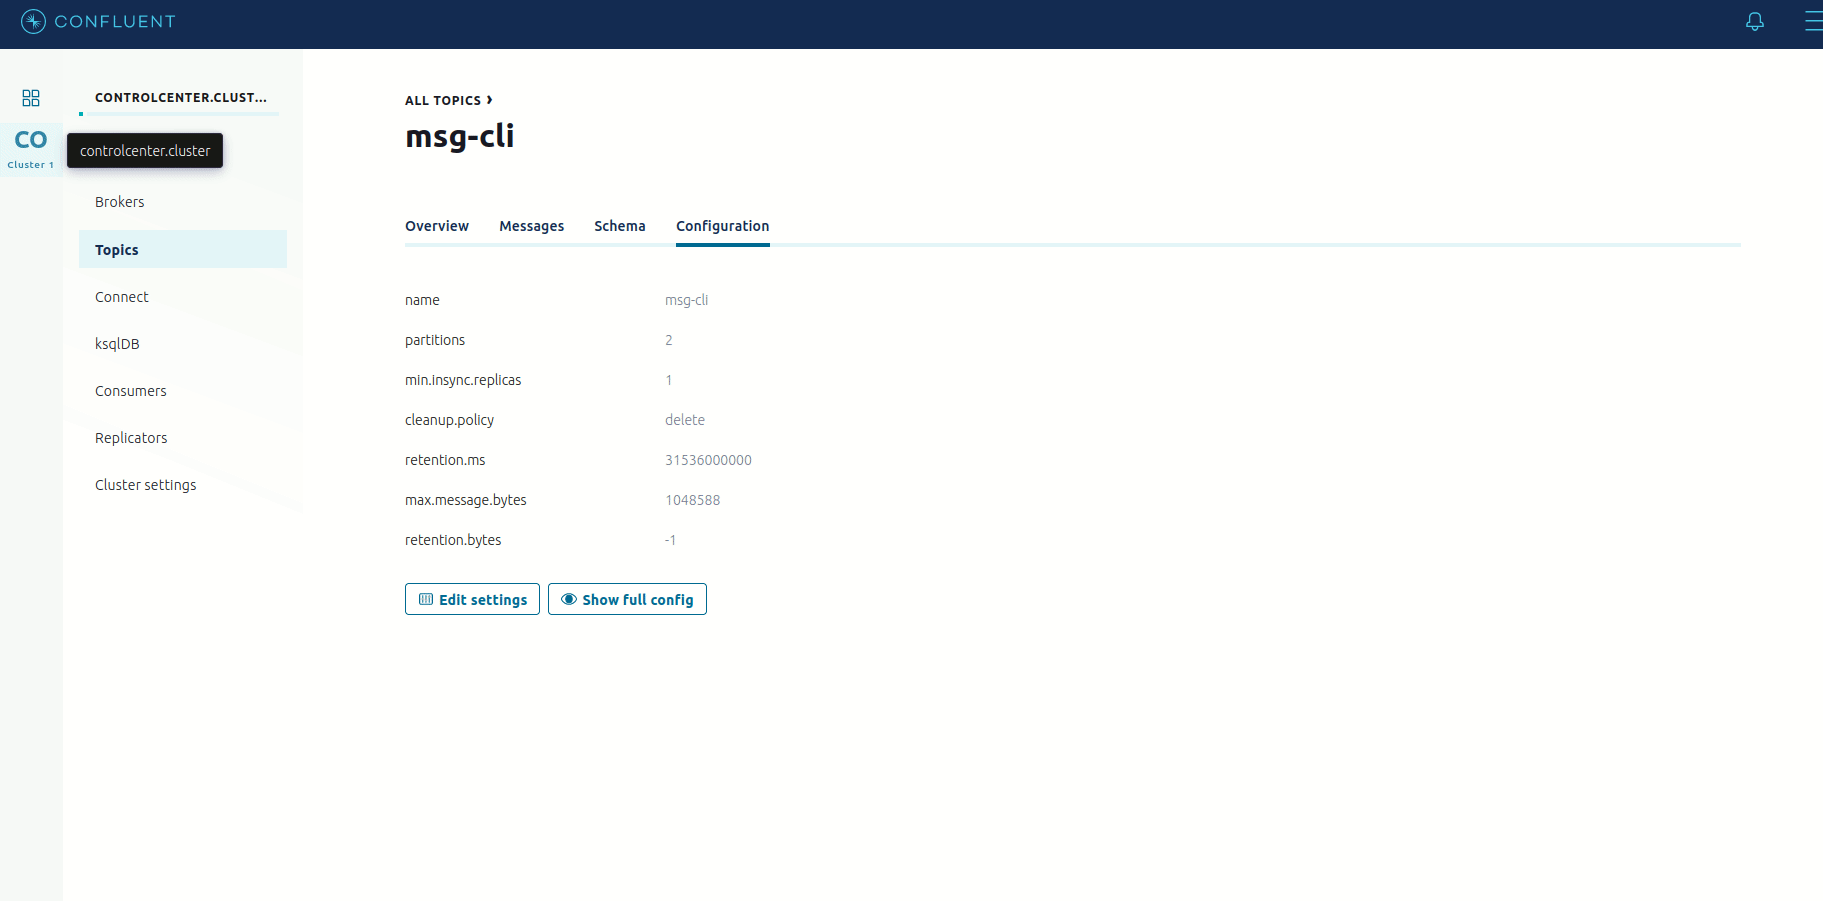 CONFLUENT
CONTROLCENTER.CLUST...
CO
Cluster 1
controlcenter.cluster
Brokers
Topics
Connect
ksqlDB
Consumers
Replicators
Cluster settings
ALL TOPICS ›
msg-cli
Overview Messages Schema Configuration
name msg-cli
partitions 2
min.insync.replicas 1
cleanup.policy delete
retention.ms 31536000000
max.message.bytes 1048588
retention.bytes -1
Edit settings Show full config